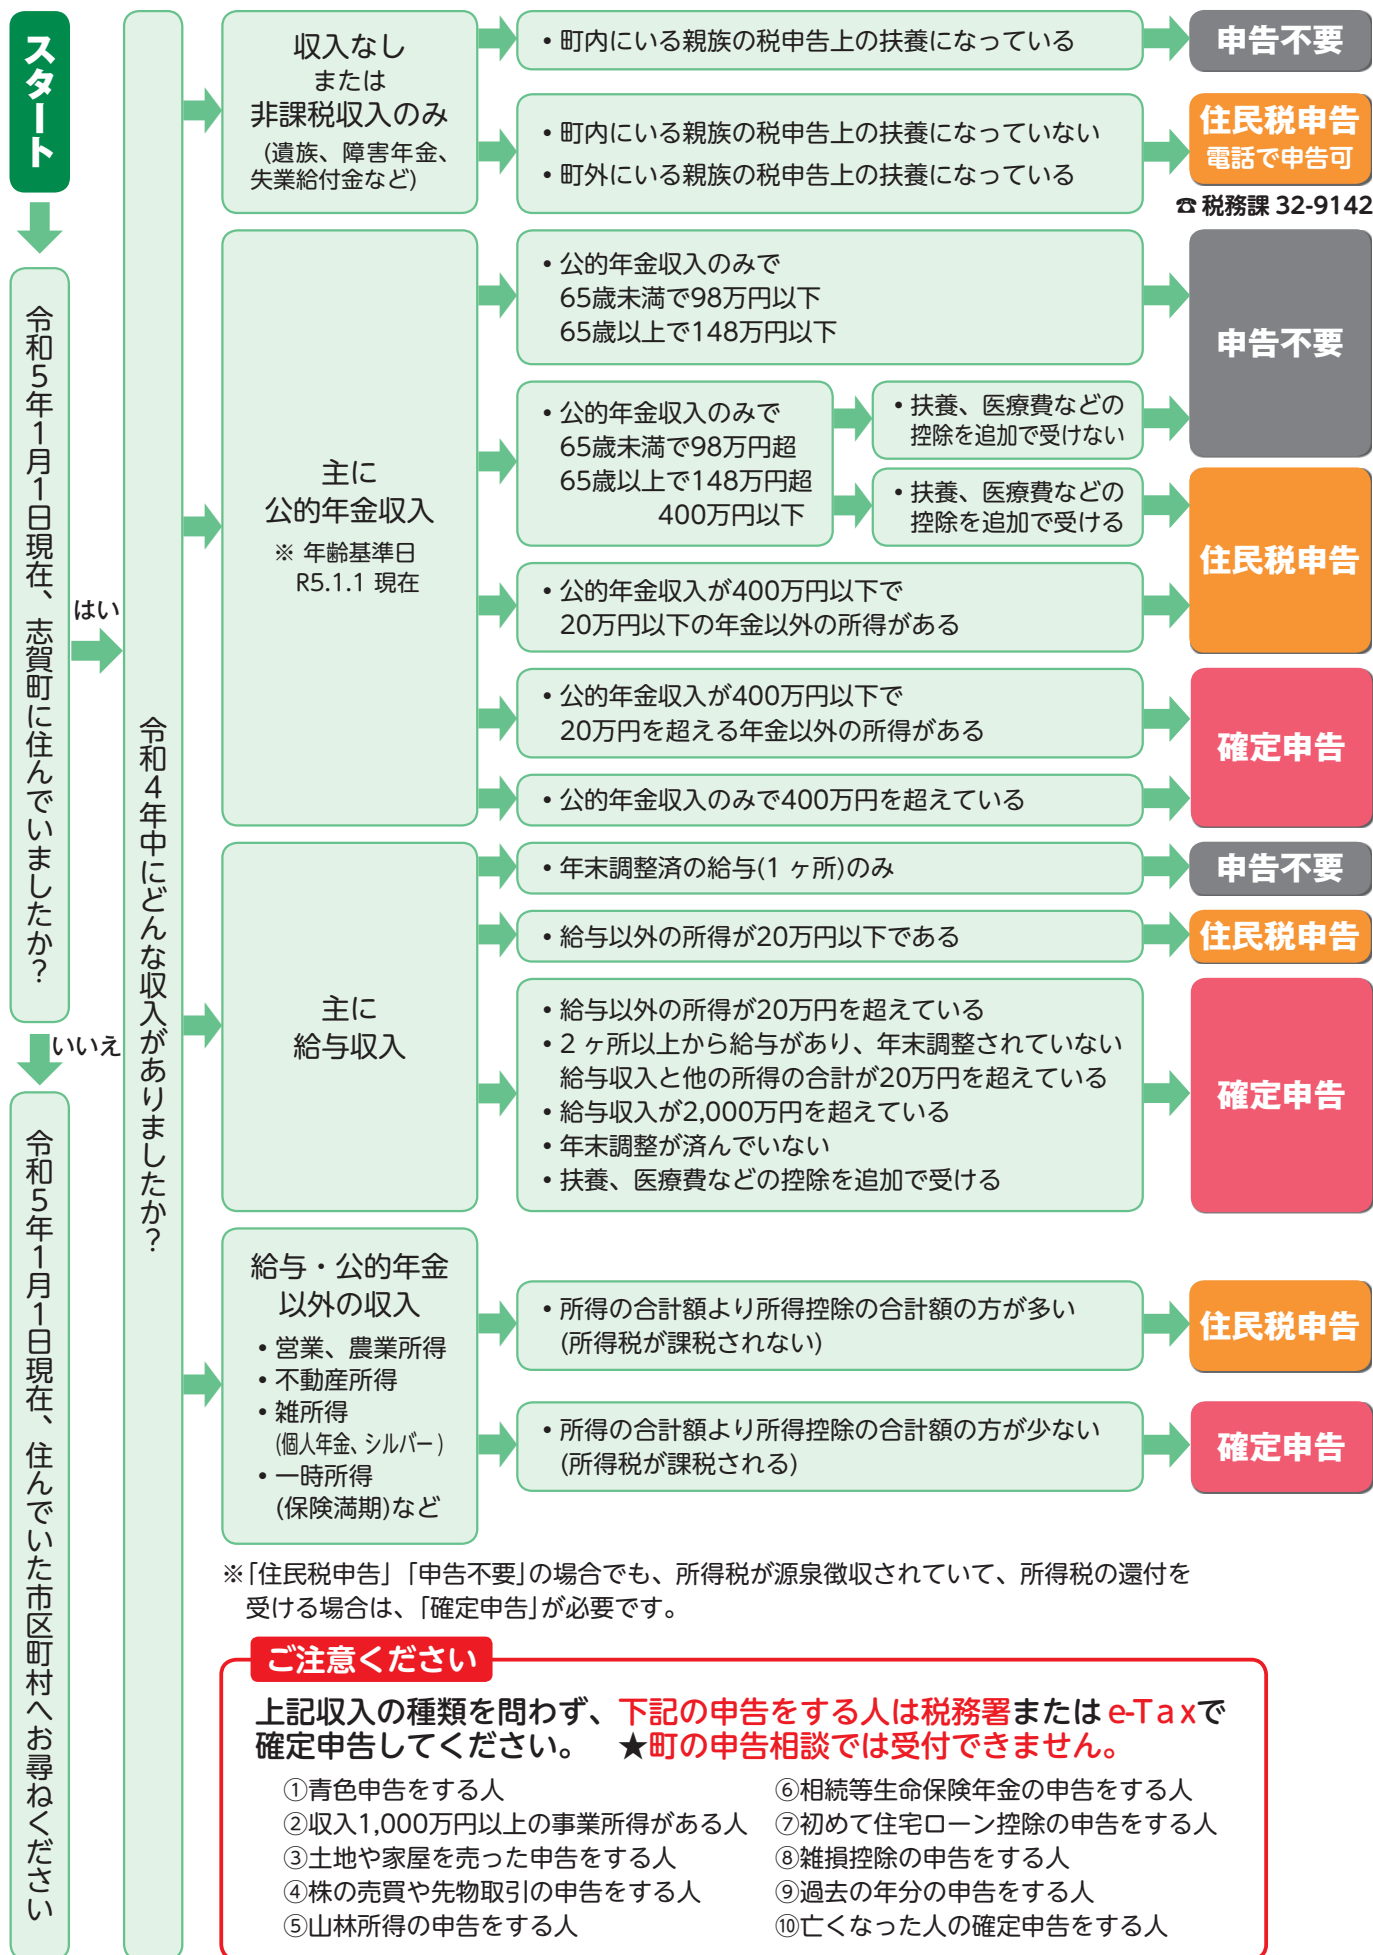 スタート
令和5年1月1日現在、志賀町に住んでいましたか?
はい
いいえ
令和5年1月1日現在、住んでいた市区町村へお尋ねください
令和4年中にどんな収入がありましたか?
収入なし
または
非課税収入のみ
(遺族、障害年金、
失業給付金など)
・町内にいる親族の税申告上の扶養になっている
申告不要
・町内にいる親族の税申告上の扶養になっていない
・町外にいる親族の税申告上の扶養になっている
住民税申告
電話で申告可
☎税務課 32-9142
主に
公的年金収入
※ 年齢基準日
R5.1.1 現在
・公的年金収入のみで
65歳未満で98万円以下
65歳以上で148万円以下
申告不要
・公的年金収入のみで
65歳未満で98万円超
65歳以上で148万円超
400万円以下
・扶養、医療費などの
控除を追加で受けない
・扶養、医療費などの
控除を追加で受ける
住民税申告
・公的年金収入が400万円以下で
20万円以下の年金以外の所得がある
・公的年金収入が400万円以下で
20万円を超える年金以外の所得がある
確定申告
・公的年金収入のみで400万円を超えている
主に
給与収入
・年末調整済の給与(1ヶ所)のみ
申告不要
・給与以外の所得が20万円以下である
住民税申告
・給与以外の所得が20万円を超えている
・2ヶ所以上から給与があり、年末調整されていない
給与収入と他の所得の合計が20万円を超えている
・給与収入が2,000万円を超えている
・年末調整が済んでいない
・扶養、医療費などの控除を追加で受ける
確定申告
給与・公的年金
以外の収入
・営業、農業所得
・不動産所得
・雑所得
(個人年金、シルバー)
・一時所得
(保険満期)など
・所得の合計額より所得控除の合計額の方が多い
(所得税が課税されない)
住民税申告
・所得の合計額より所得控除の合計額の方が少ない
(所得税が課税される)
確定申告
※「住民税申告」「申告不要」の場合でも、所得税が源泉徴収されていて、所得税の還付を
受ける場合は、「確定申告」が必要です。
ご注意ください
上記収入の種類を問わず、下記の申告をする人は税務署またはe-Taxで
確定申告してください。 ★町の申告相談では受付できません。
①青色申告をする人
②収入1,000万円以上の事業所得がある人
③土地や家屋を売った申告をする人
④株の売買や先物取引の申告をする人
⑤山林所得の申告をする人
⑥相続等生命保険年金の申告をする人
⑦初めて住宅ローン控除の申告をする人
⑧雑損控除の申告をする人
⑨過去の年分の申告をする人
⑩亡くなった人の確定申告をする人